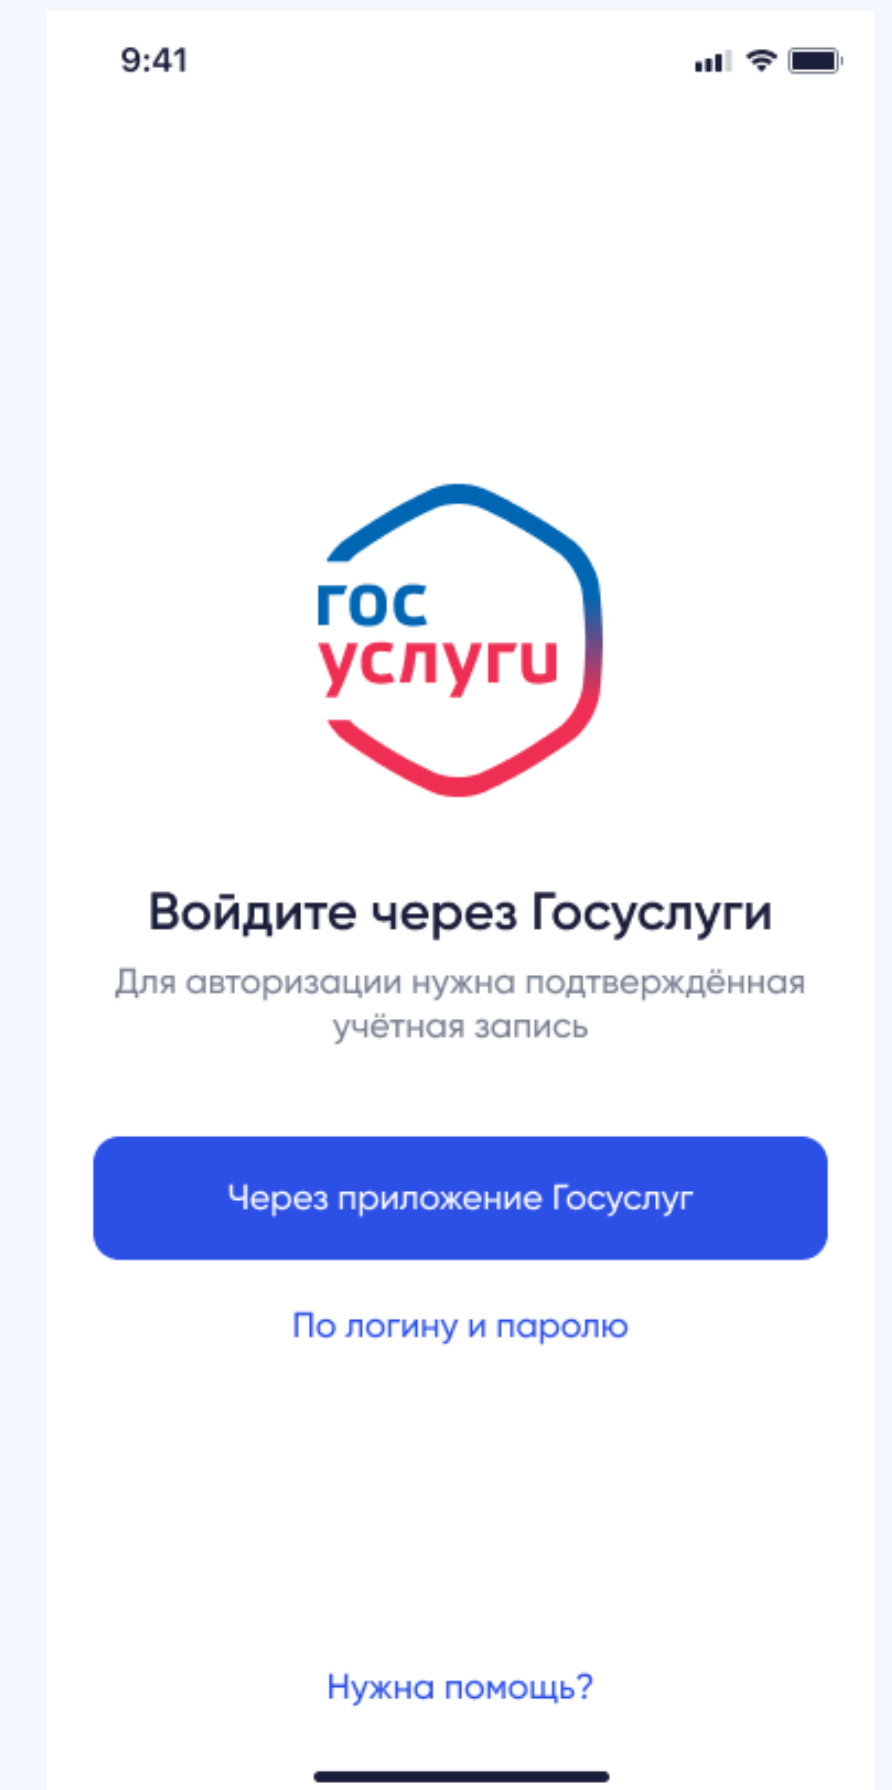 9:41
гос
услуги
Войдите через Госуслуги
Для авторизации нужна подтверждённая
учётная запись
Через приложение Госуслуг
По логину и паролю
Нужна помощь?